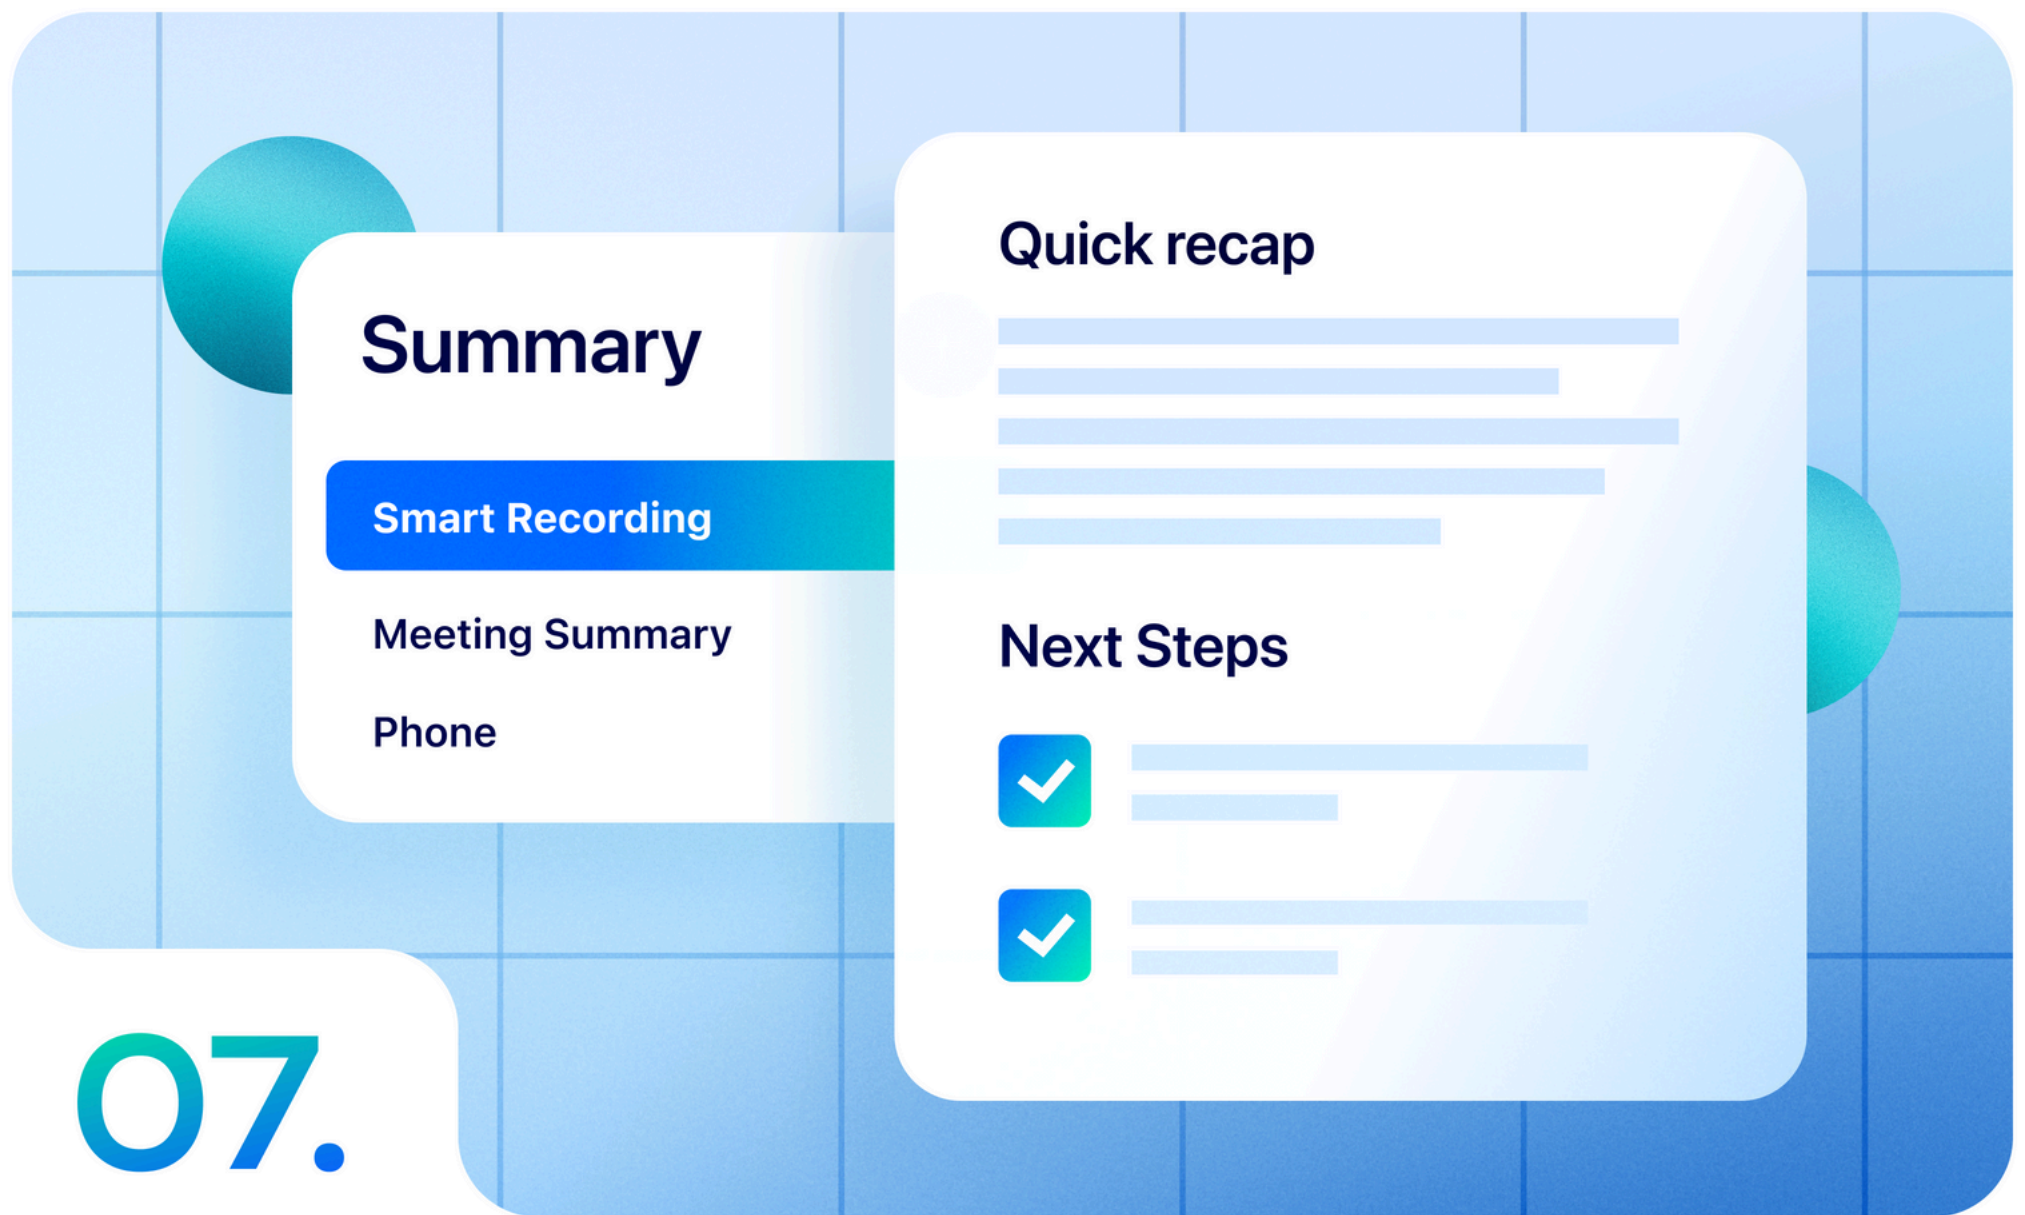 Summary
Smart Recording
Meeting Summary
Phone
Quick recap
Next Steps
07.